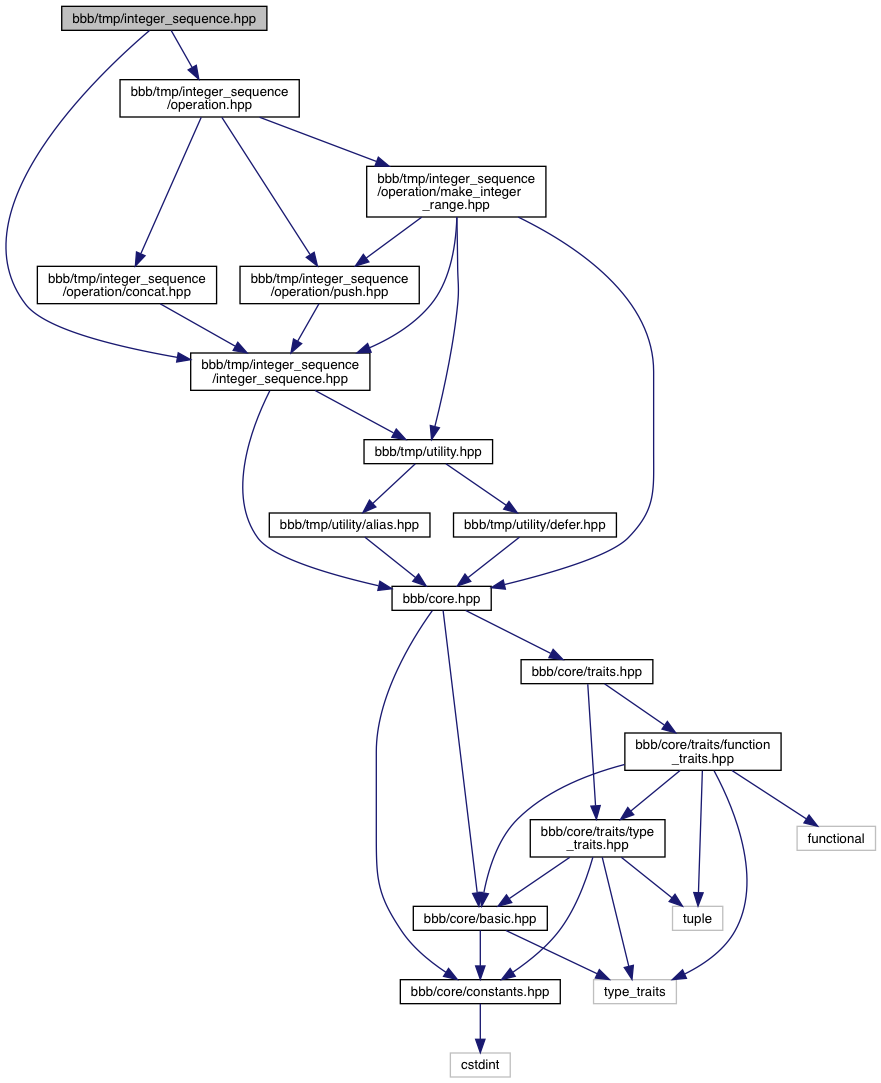 bbb/tmp/integer_sequence.hpp
bbb/tmp/integer_sequence
/operation.hpp
bbb/tmp/integer_sequence
/operation/make_integer
_range.hpp
bbb/tmp/integer_sequence
/operation/concat.hpp
bbb/tmp/integer_sequence
/operation/push.hpp
bbb/tmp/integer_sequence
/integer_sequence.hpp
bbb/tmp/utility.hpp
bbb/tmp/utility/alias.hpp
bbb/tmp/utility/defer.hpp
bbb/core.hpp
bbb/core/traits.hpp
bbb/core/traits/function
_traits.hpp
bbb/core/traits/type
_traits.hpp
functional
bbb/core/basic.hpp
tuple
bbb/core/constants.hpp
type_traits
cstdint